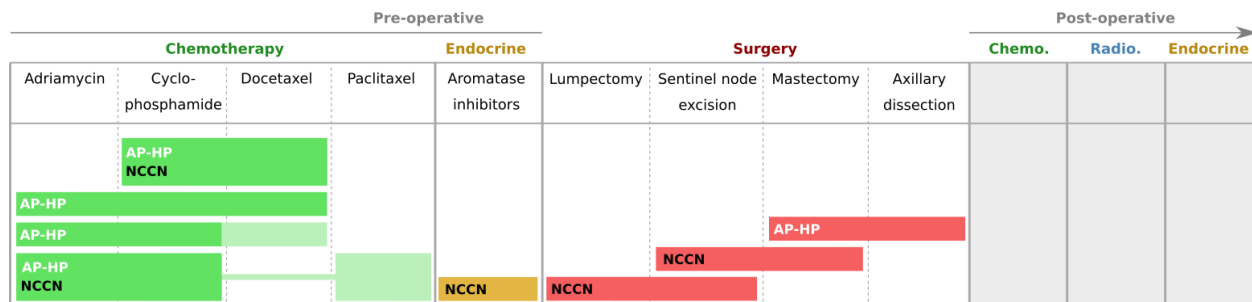 Pre-operative
Post-operative
Chemotherapy
Endocrine
Surgery
Chemo.
Radio.
Endocrine
Adriamycin
Cyclo-
phosphamide
Docetaxel
Paclitaxel
Aromatase
inhibitors
Lumpectomy
Sentinel node
excision
Mastectomy
Axillary
dissection
AP-HP
NCCN
AP-HP
AP-HP
AP-HP
NCCN
AP-HP
NCCN
NCCN
NCCN